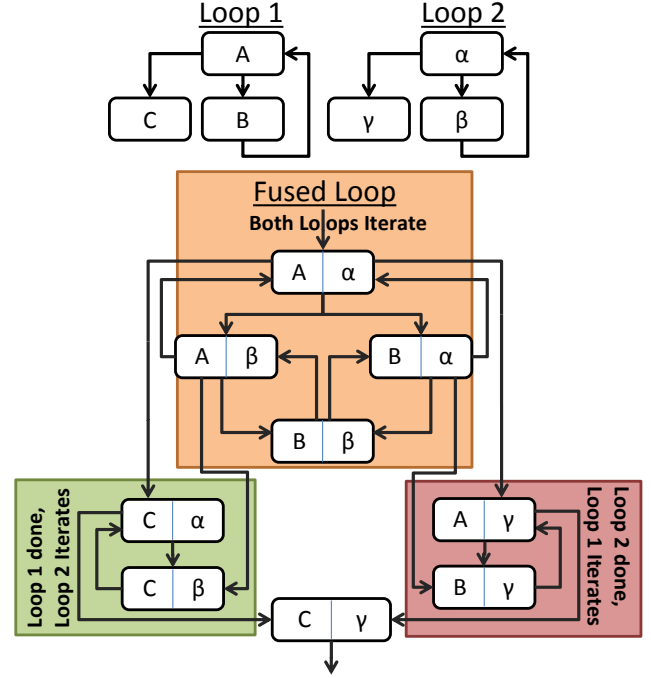 Loop 1
Loop 2
A
α
C
B
γ
β
Fused Loop
Both Loops Iterate
A α
A β
B α
B β
Loop 1 done,
Loop 2 Iterates
C α
C β
A γ
B γ
Loop 2 done,
Loop 1 Iterates
C γ